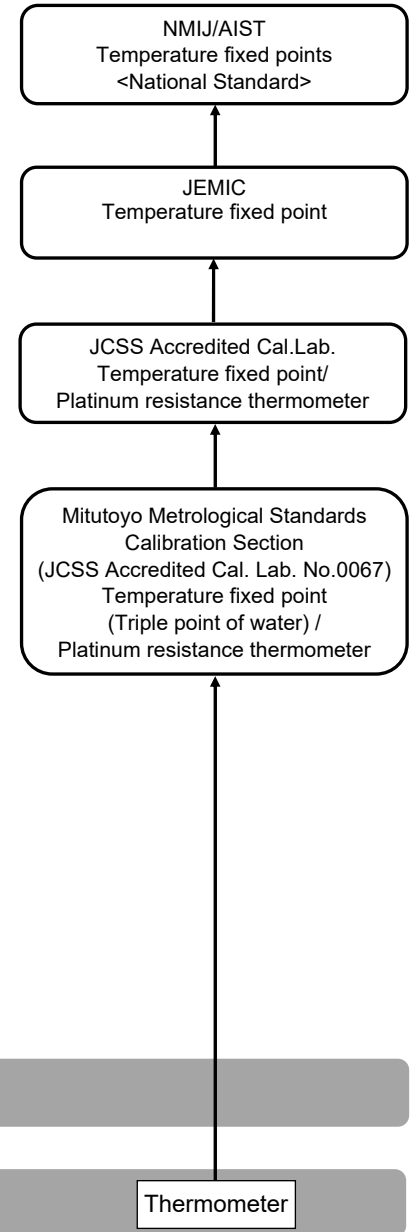 NMIJ/AIST
Temperature fixed points
<National Standard>
JEMIC
Temperature fixed point
JCSS Accredited Cal.Lab.
Temperature fixed point/
Platinum resistance thermometer
Mitutoyo Metrological Standards
Calibration Section
(JCSS Accredited Cal. Lab. No.0067)
Temperature fixed point
(Triple point of water) /
Platinum resistance thermometer
Thermometer